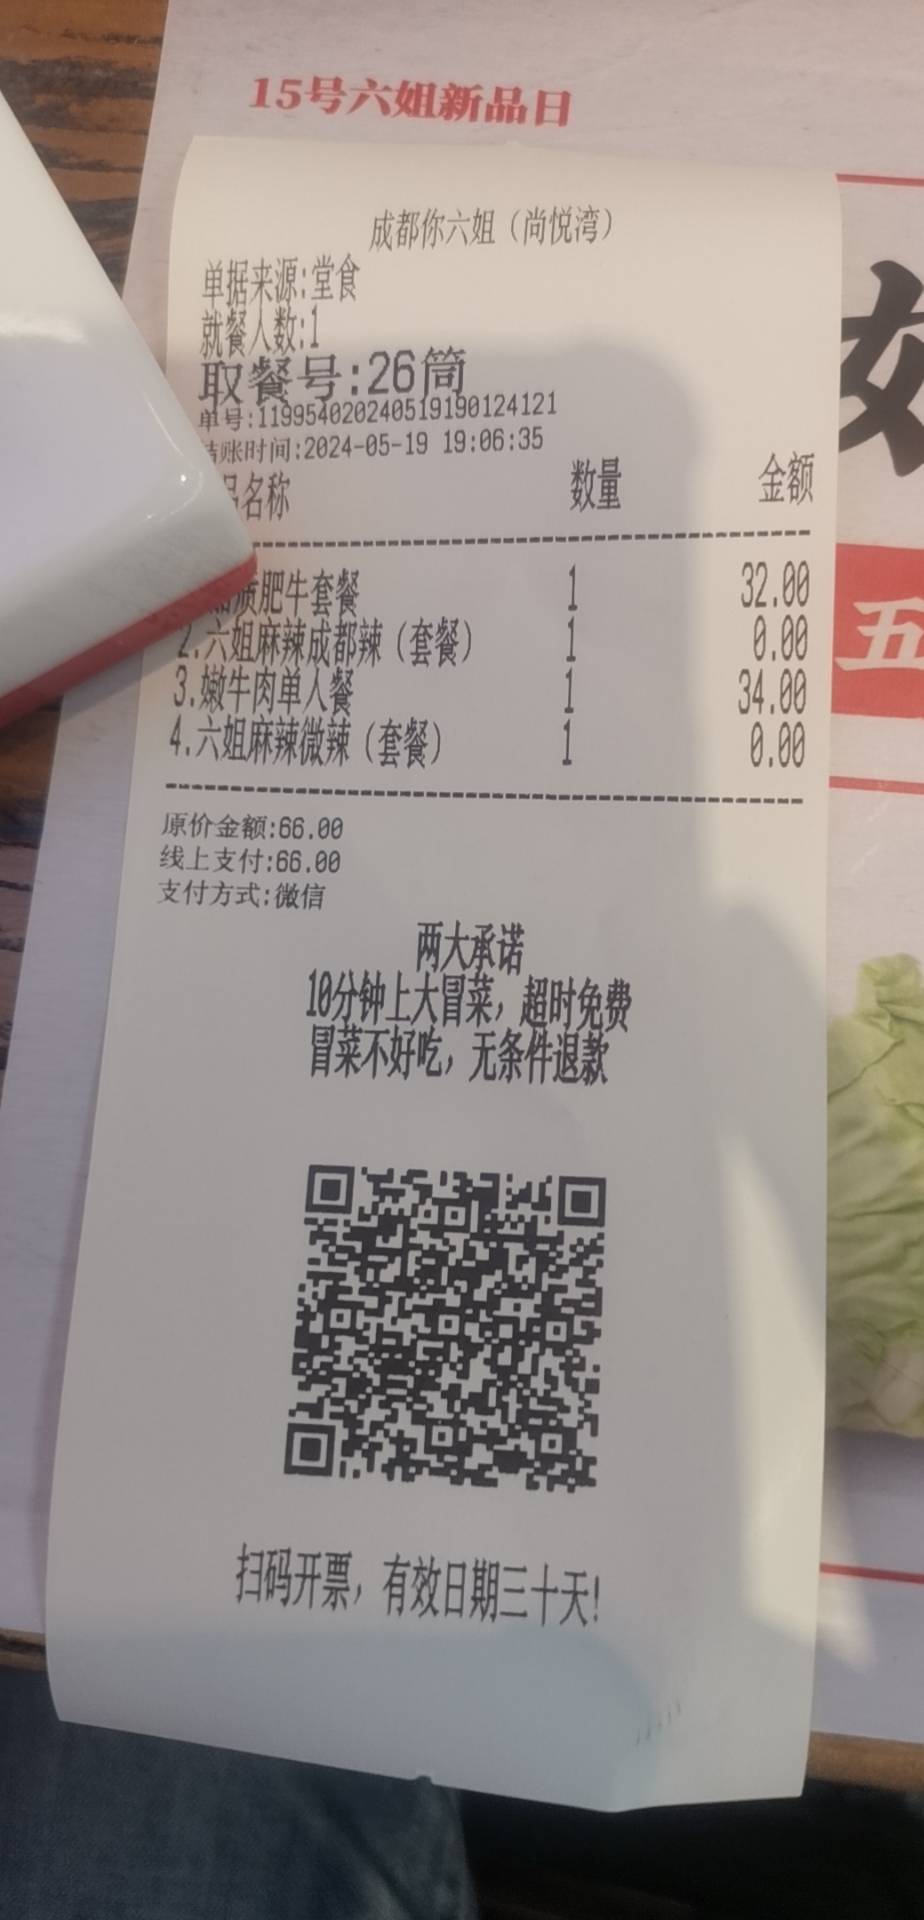 15号六姐新品日
成都你六姐（尚悦湾）
单据来源:堂食
就餐人数:1
取餐号:26筒
单号:119954020240519190124121
结账时间:2024-05-19 19:06:35
名称 数量 金额
质肥牛套餐 1 32.00
2.六姐麻辣成都辣（套餐） 1 0.00
3.嫩牛肉单人餐 1 34.00
4.六姐麻辣微辣（套餐） 1 0.00
原价金额:66.00
线上支付:66.00
支付方式:微信
两大承诺
10分钟上大冒菜，超时免费
冒菜不好吃，无条件退款
扫码开票，有效日期三十天!
五